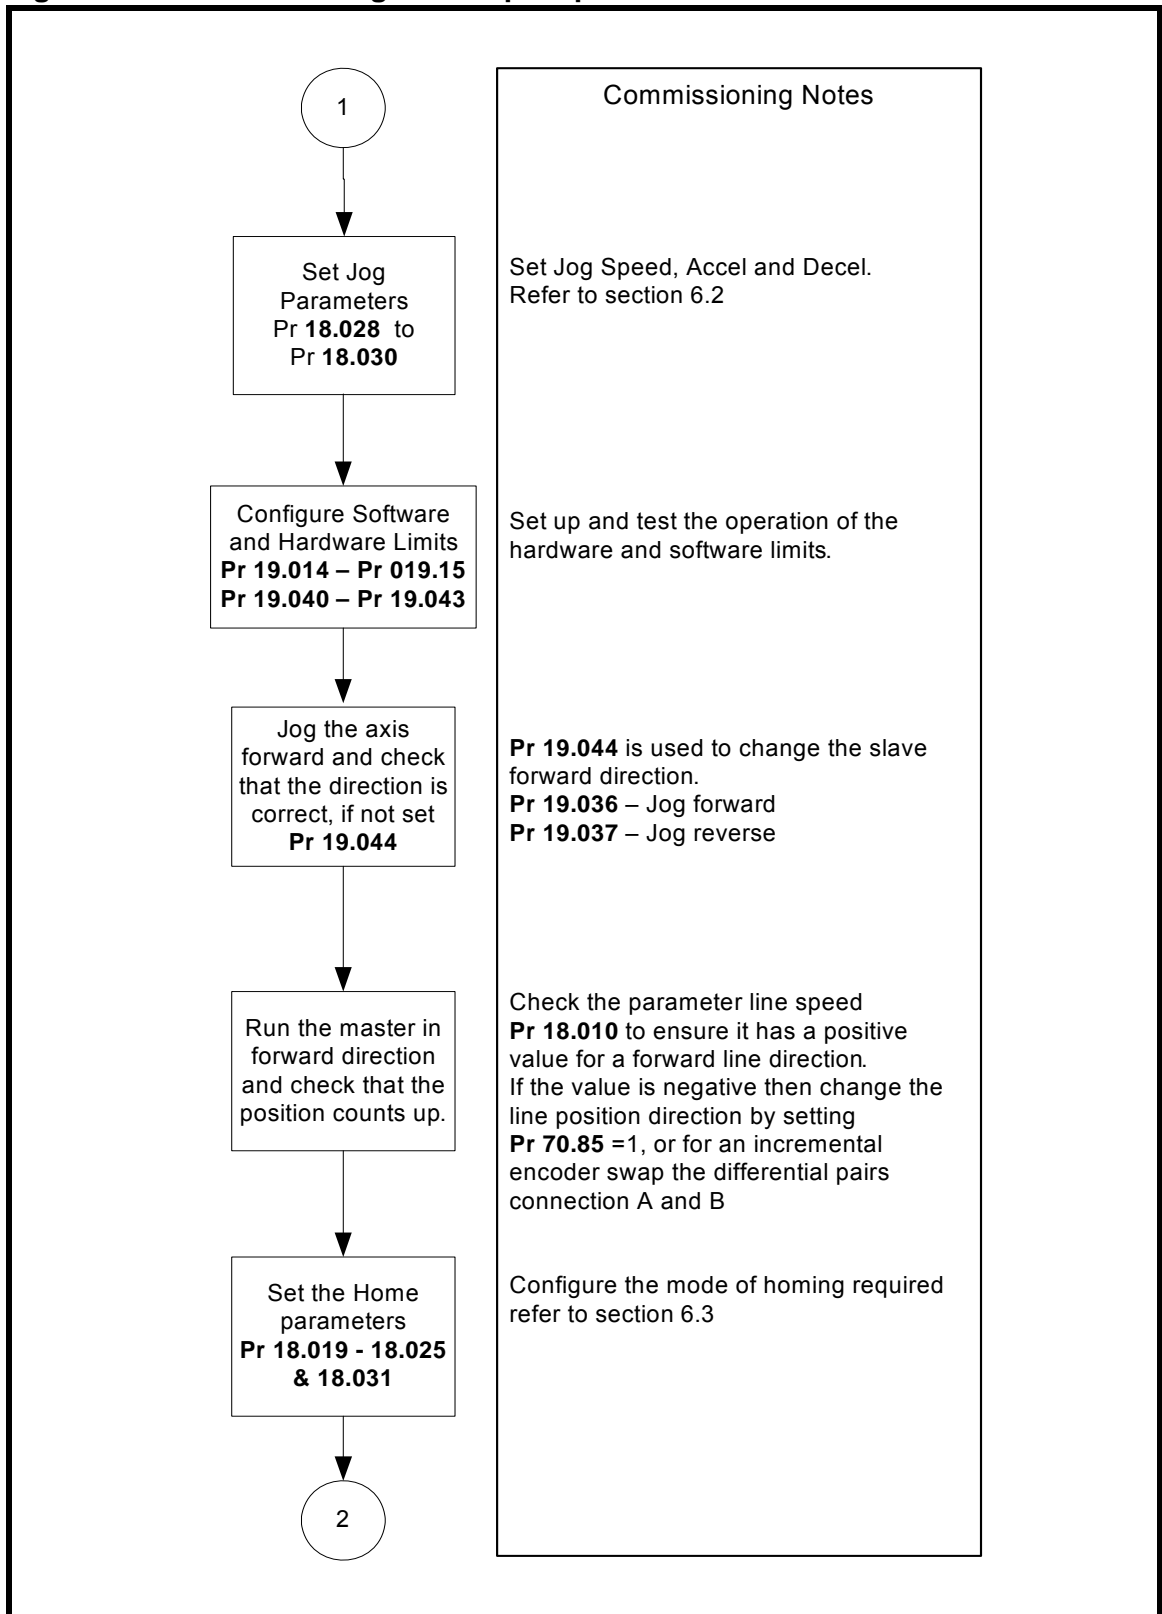 1
Commissioning Notes
Set Jog
Parameters
Pr 18.028 to
Pr 18.030
Set Jog Speed, Accel and Decel.
Refer to section 6.2
Configure Software
and Hardware Limits
Pr 19.014 – Pr 019.15
Pr 19.040 – Pr 19.043
Set up and test the operation of the
hardware and software limits.
Jog the axis
forward and check
that the direction is
correct, if not set
Pr 19.044
Pr 19.044 is used to change the slave
forward direction.
Pr 19.036 – Jog forward
Pr 19.037 – Jog reverse
Run the master in
forward direction
and check that the
position counts up.
Check the parameter line speed
Pr 18.010 to ensure it has a positive
value for a forward line direction.
If the value is negative then change the
line position direction by setting
Pr 70.85 =1, or for an incremental
encoder swap the differential pairs
connection A and B
Set the Home
parameters
Pr 18.019 - 18.025
& 18.031
Configure the mode of homing required
refer to section 6.3
2